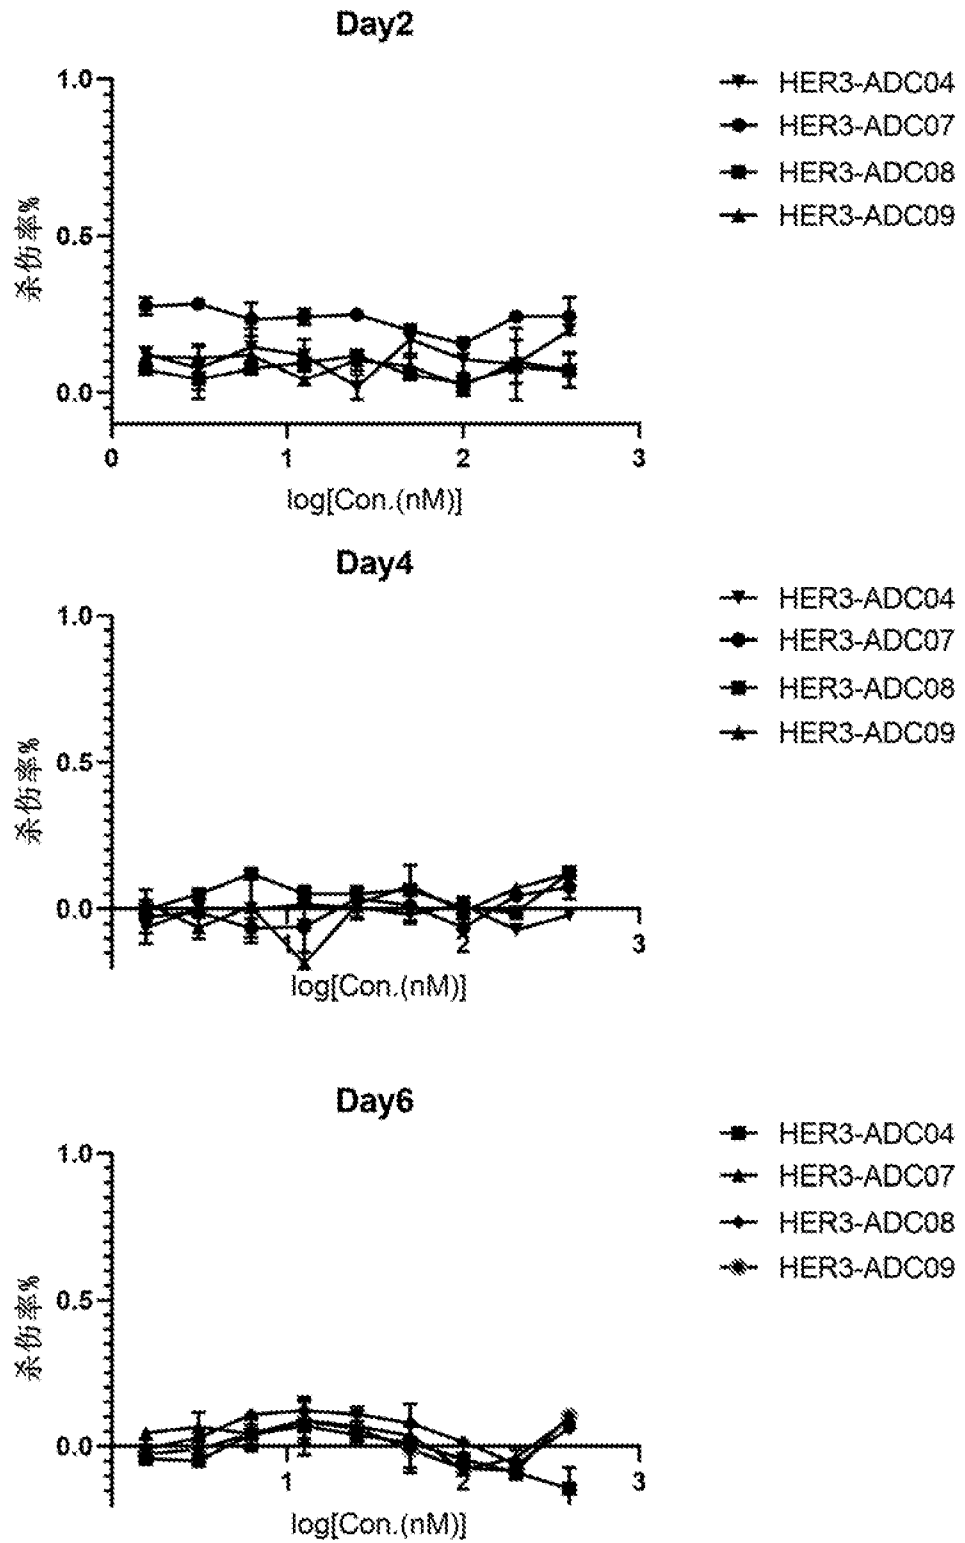 Day2
1.0
0.5
0.0
杀伤率%
0
1
2
3
log[Con.(nM)]
HER3-ADC04
HER3-ADC07
HER3-ADC08
HER3-ADC09
Day4
1.0
0.5
0.0
杀伤率%
1
2
3
log[Con.(nM)]
HER3-ADC04
HER3-ADC07
HER3-ADC08
HER3-ADC09
Day6
1.0
0.5
0.0
杀伤率%
1
2
3
log[Con.(nM)]
HER3-ADC04
HER3-ADC07
HER3-ADC08
HER3-ADC09